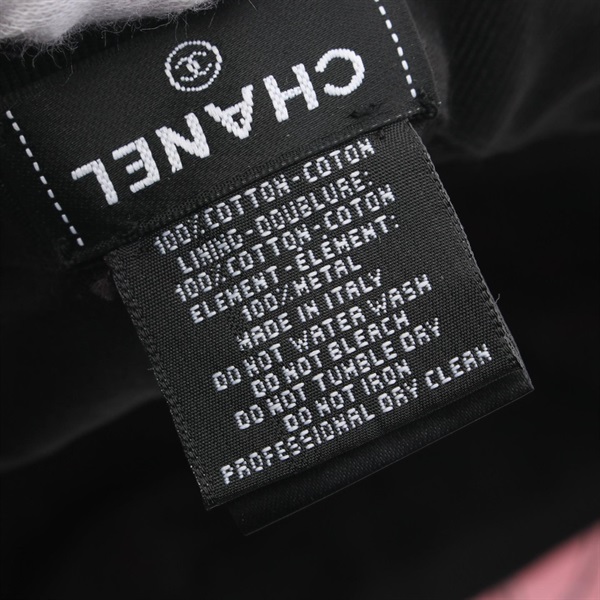 CHANEL
100%COTTON-COTON
LINING-DOUBLURE:
100%COTTON-COTON
ELEMENT-ELEMENT:
100%METAL
MADE IN ITALY
DO NOT WATER WASH
DO NOT BLEACH
DO NOT TUMBLE DRY
DO NOT IRON
PROFESSIONAL DRY CLEAN